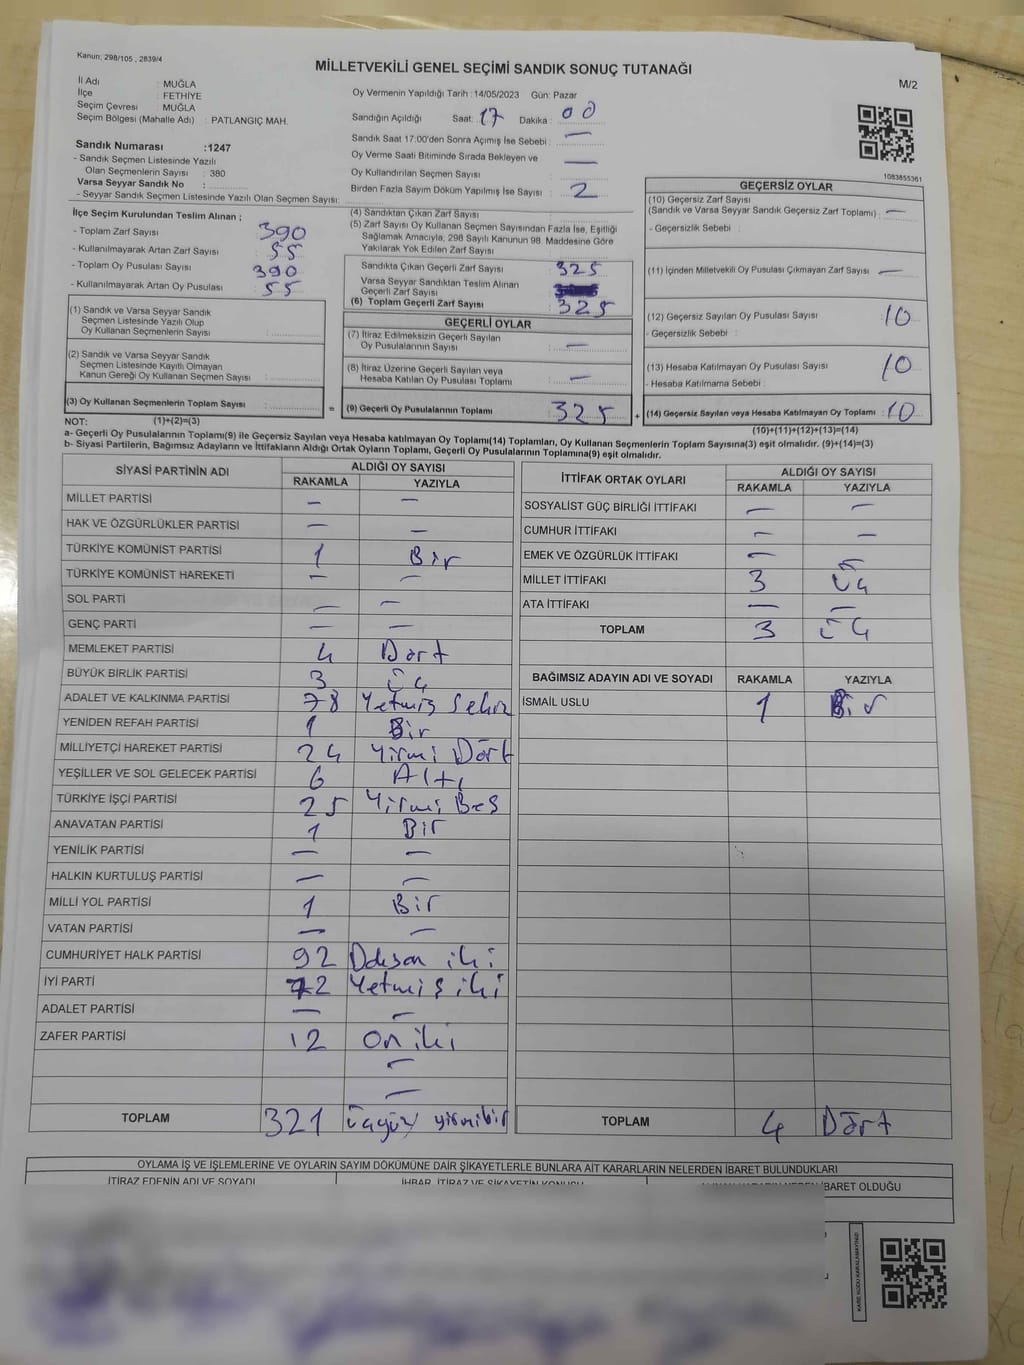 Kanun; 298/105 , 2839/4
MİLLETVEKİLİ GENEL SEÇİMİ SANDIK SONUÇ TUTANAĞI
M/2
İl Adı : MUĞLA
İlçe : FETHİYE
Seçim Çevresi : MUĞLA
Seçim Bölgesi (Mahalle Adı) : PATLANGIÇ MAH.
Sandık Numarası :1247
- Sandık Seçmen Listesinde Yazılı
Olan Seçmenlerin Sayısı : 380
Varsa Seyyar Sandık No :
- Seyyar Sandık Seçmen Listesinde Yazılı Olan Seçmen Sayısı:
Oy Vermenin Yapıldığı Tarih : 14/05/2023 Gün: Pazar
Sandığın Açıldığı Saat: 17 Dakika : 00
Sandık Saat 17:00'den Sonra Açımış İse Sebebi : —
Oy Verme Saati Bitiminde Sırada Bekleyen ve
Oy Kullandırılan Seçmen Sayısı : —
Birden Fazla Sayım Döküm Yapılmış İse Sayısı : 2
1083855361
İlçe Seçim Kurulundan Teslim Alınan ;
- Toplam Zarf Sayısı : 390
- Kullanılmayarak Artan Zarf Sayısı : 55
- Toplam Oy Pusulası Sayısı : 390
- Kullanılmayarak Artan Oy Pusulası : 55
(1) Sandık ve Varsa Seyyar Sandık
Seçmen Listesinde Yazılı Olup
Oy Kullanan Seçmenlerin Sayısı :
(2) Sandık ve Varsa Seyyar Sandık
Seçmen Listesinde Kayıtlı Olmayan
Kanun Gereği Oy Kullanan Seçmen Sayısı :
(3) Oy Kullanan Seçmenlerin Toplam Sayısı :
(1)+(2)=(3)
(4) Sandıktan Çıkan Zarf Sayısı :
(5) Zarf Sayısı Oy Kullanan Seçmen Sayısından Fazla İse, Eşitliği
Sağlamak Amacıyla, 298 Sayılı Kanunun 98. Maddesine Göre
Yakılarak Yok Edilen Zarf Sayısı :
Sandıkta Çıkan Geçerli Zarf Sayısı : 325
Varsa Seyyar Sandıktan Teslim Alınan
Geçerli Zarf Sayısı :
(6) Toplam Geçerli Zarf Sayısı : 325
GEÇERLİ OYLAR
(7) İtiraz Edilmeksizin Geçerli Sayılan
Oy Pusulalarının Sayısı : —
(8) İtiraz Üzerine Geçerli Sayılan veya
Hesaba Katılan Oy Pusulası Toplamı : —
= (9) Geçerli Oy Pusulalarının Toplamı : 325 +
GEÇERSİZ OYLAR
(10) Geçersiz Zarf Sayısı
(Sandık ve Varsa Seyyar Sandık Geçersiz Zarf Toplamı) : —
- Geçersizlik Sebebi :
(11) İçinden Milletvekili Oy Pusulası Çıkmayan Zarf Sayısı : —
(12) Geçersiz Sayılan Oy Pusulası Sayısı : 10
- Geçersizlik Sebebi :
(13) Hesaba Katılmayan Oy Pusulası Sayısı : 10
- Hesaba Katılmama Sebebi :
(14) Geçersiz Sayılan veya Hesaba Katılmayan Oy Toplamı : 10
(10)+(11)+(12)+(13)=(14)
NOT:
a- Geçerli Oy Pusulalarının Toplamı(9) ile Geçersiz Sayılan veya Hesaba katılmayan Oy Toplamı(14) Toplamları, Oy Kullanan Seçmenlerin Toplam Sayısına(3) eşit olmalıdır. (9)+(14)=(3)
b- Siyasi Partilerin, Bağımsız Adayların ve İttifakların Aldığı Ortak Oyların Toplamı, Geçerli Oy Pusulalarının Toplamına(9) eşit olmalıdır.
SİYASİ PARTİNİN ADI ALDIĞI OY SAYISI
RAKAMLA YAZIYLA
MİLLET PARTİSİ — —
HAK VE ÖZGÜRLÜKLER PARTİSİ — —
TÜRKİYE KOMÜNİST PARTİSİ 1 Bir
TÜRKİYE KOMÜNİST HAREKETİ — —
SOL PARTİ — —
GENÇ PARTİ — —
MEMLEKET PARTİSİ 4 Dört
BÜYÜK BİRLİK PARTİSİ 3 Üç
ADALET VE KALKINMA PARTİSİ 78 Yetmiş Sekiz
YENİDEN REFAH PARTİSİ 1 Bir
MİLLİYETÇİ HAREKET PARTİSİ 24 Yirmi Dört
YEŞİLLER VE SOL GELECEK PARTİSİ 6 Altı
TÜRKİYE İŞÇİ PARTİSİ 25 Yirmi Beş
ANAVATAN PARTİSİ 1 Bir
YENİLİK PARTİSİ — —
HALKIN KURTULUŞ PARTİSİ — —
MİLLİ YOL PARTİSİ 1 Bir
VATAN PARTİSİ — —
CUMHURİYET HALK PARTİSİ 92 Doksan iki
İYİ PARTİ 72 Yetmiş iki
ADALET PARTİSİ — —
ZAFER PARTİSİ 12 On iki
—
—
TOPLAM 321 Üçyüz yirmibir
İTTİFAK ORTAK OYLARI ALDIĞI OY SAYISI
RAKAMLA YAZIYLA
SOSYALİST GÜÇ BİRLİĞİ İTTİFAKI — —
CUMHUR İTTİFAKI — —
EMEK VE ÖZGÜRLÜK İTTİFAKI — —
MİLLET İTTİFAKI 3 Üç
ATA İTTİFAKI — —
TOPLAM 3 Üç
BAĞIMSIZ ADAYIN ADI VE SOYADI RAKAMLA YAZIYLA
İSMAİL USLU 1 Bir
TOPLAM 4 Dört
OYLAMA İŞ VE İŞLEMLERİNE VE OYLARIN SAYIM DÖKÜMÜNE DAİR ŞİKAYETLERLE BUNLARA AİT KARARLARIN NELERDEN İBARET BULUNDUKLARI
İTİRAZ EDENİN ADI VE SOYADI İHBAR, İTİRAZ VE ŞİKAYETİN KONUSU İBARET OLDUĞU
KARE KODU KARALAMAYINIZ!